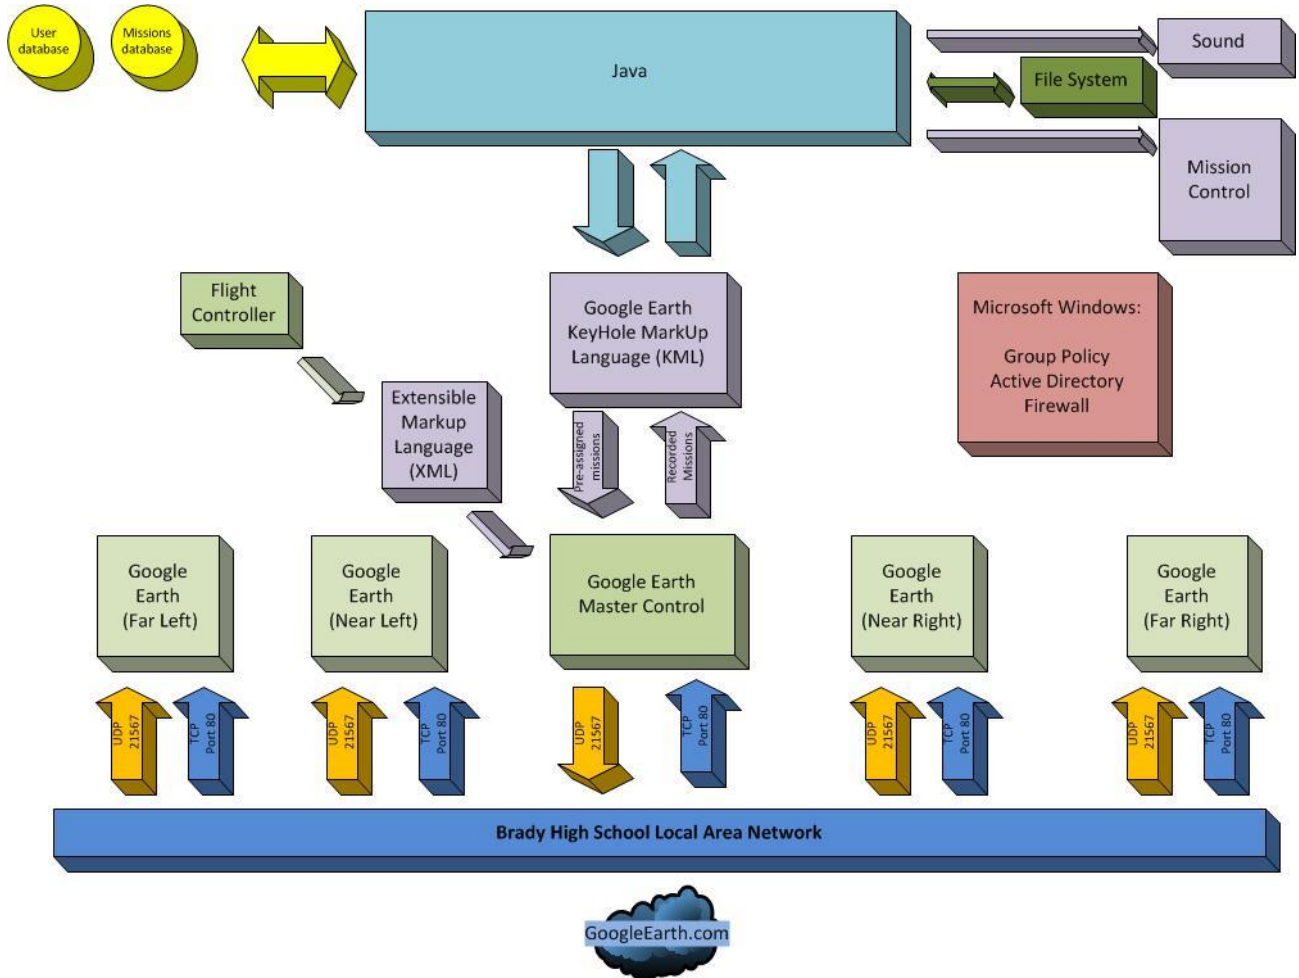 User
database
Missions
database
Java
Sound
File System
Mission
Control
Flight
Controller
Google Earth
KeyHole MarkUp
Language (KML)
Microsoft Windows:
Group Policy
Active Directory
Firewall
Extensible
Markup
Language
(XML)
Pre-assigned
missions
Recorded
Missions
Google
Earth
(Far Left)
Google
Earth
(Near Left)
Google Earth
Master Control
Google
Earth
(Near Right)
Google
Earth
(Far Right)
UDP
21567
TCP
Port 80
UDP
21567
TCP
Port 80
UDP
21567
TCP
Port 80
UDP
21567
TCP
Port 80
UDP
21567
TCP
Port 80
Brady High School Local Area Network
GoogleEarth.com